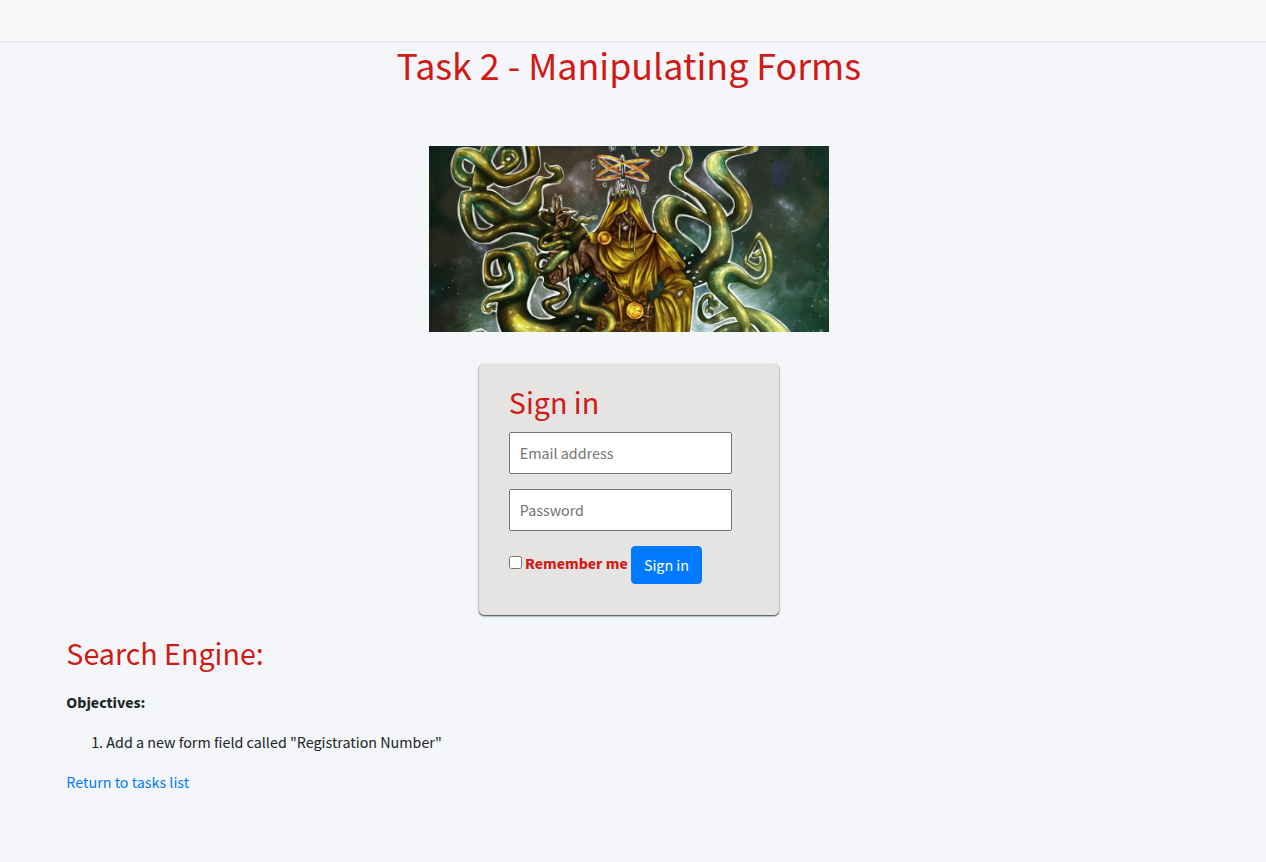 Task 2 - Manipulating Forms
Sign in
Email address
Password
Remember me Sign in
Search Engine:
Objectives:
1. Add a new form field called "Registration Number"
Return to tasks list